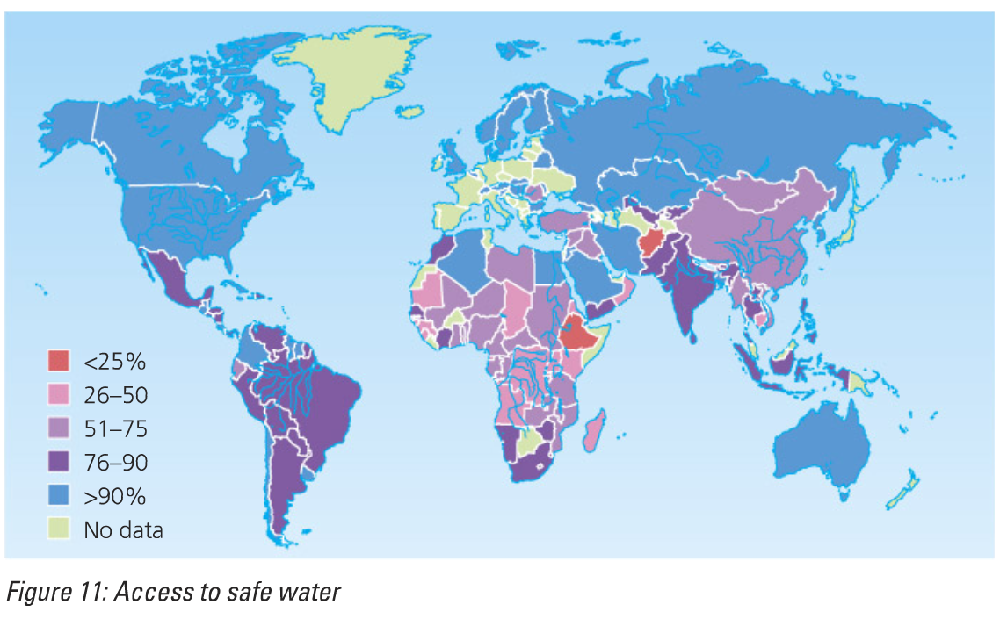 <25%
26–50
51–75
76–90
>90%
No data
Figure 11: Access to safe water